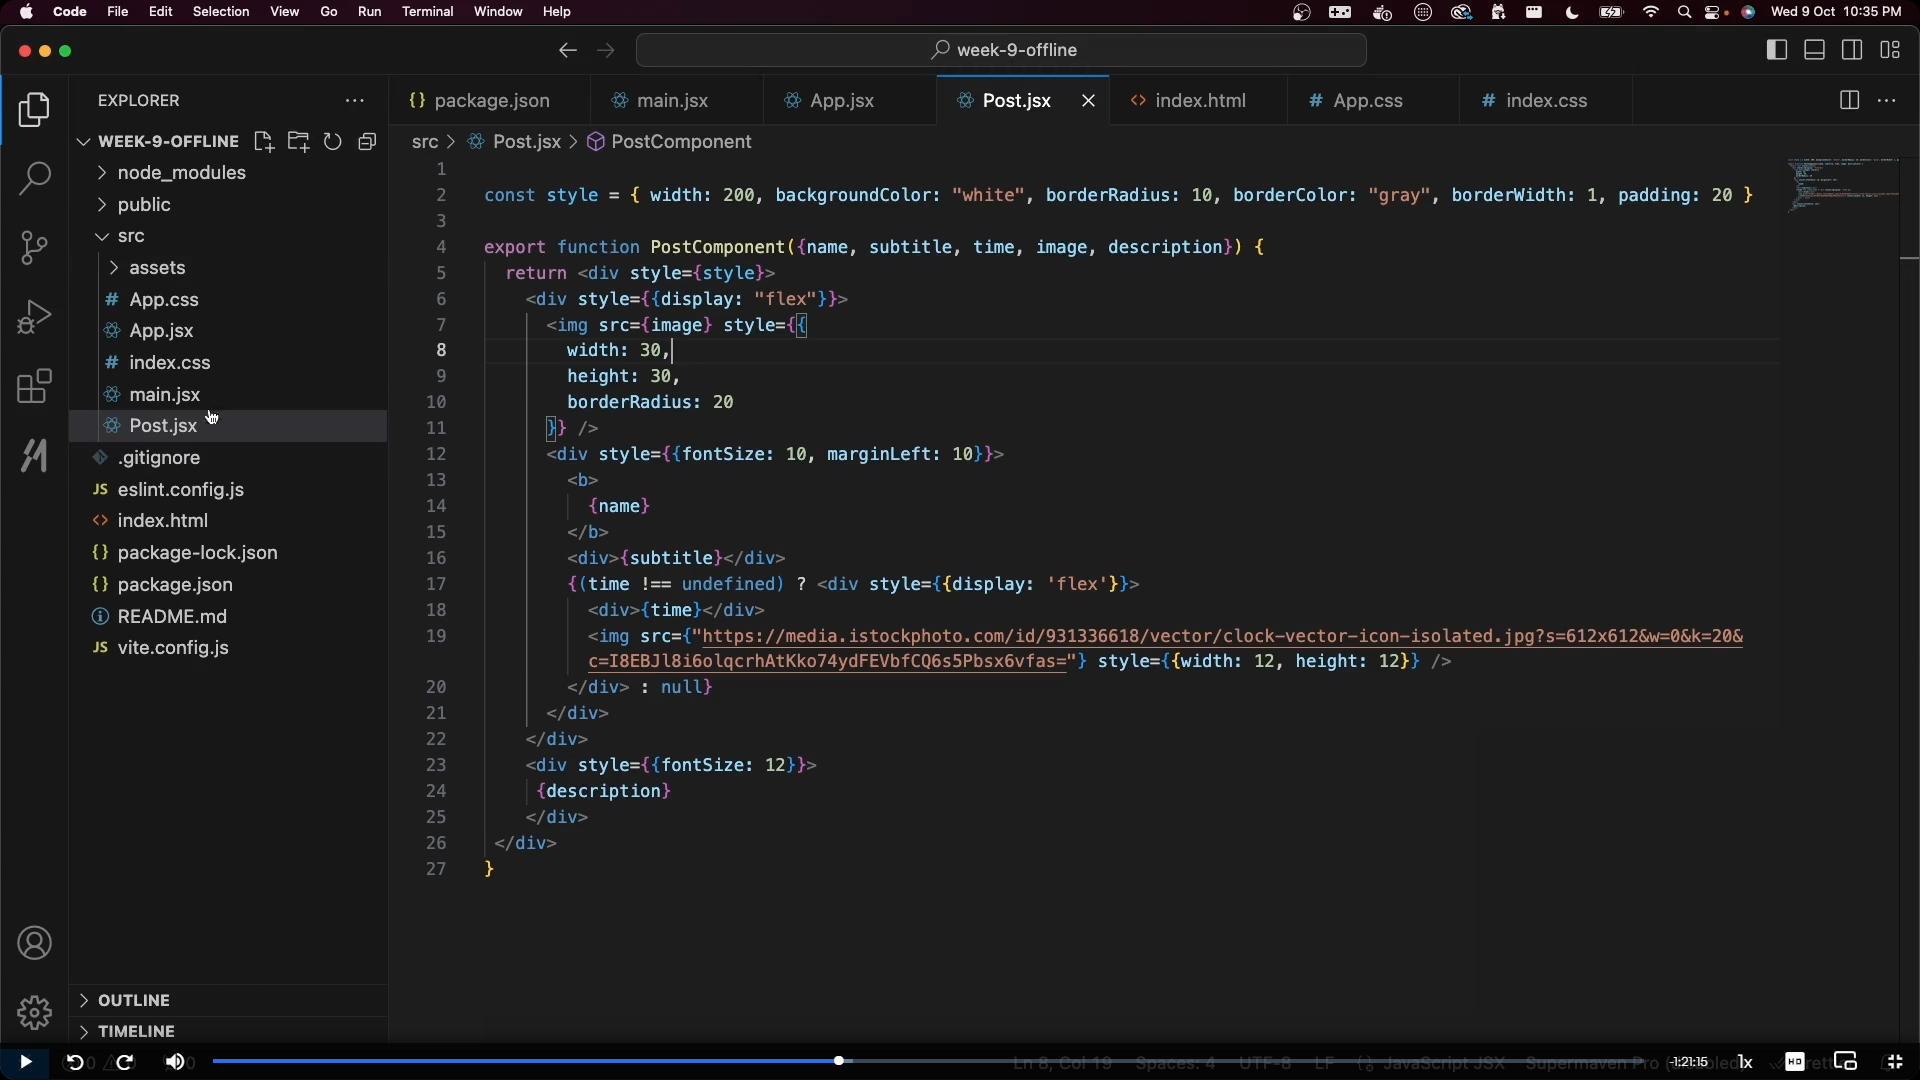 Code File Edit Selection View Go Run Terminal Window Help Wed 9 Oct 10:35 PM
week-9-offline
EXPLORER
WEEK-9-OFFLINE
node_modules
public
src
assets
App.css
App.jsx
index.css
main.jsx
Post.jsx
.gitignore
JS eslint.config.js
index.html
package-lock.json
package.json
README.md
JS vite.config.js
OUTLINE
TIMELINE
package.json main.jsx App.jsx Post.jsx index.html App.css index.css
src > Post.jsx > PostComponent
1
2 const style = { width: 200, backgroundColor: "white", borderRadius: 10, borderColor: "gray", borderWidth: 1, padding: 20 }
3
4 export function PostComponent({name, subtitle, time, image, description}) {
5 return <div style={style}>
6 <div style={{display: "flex"}}>
7 <img src={image} style={{
8 width: 30,
9 height: 30,
10 borderRadius: 20
11 }} />
12 <div style={{fontSize: 10, marginLeft: 10}}>
13 <b>
14 {name}
15 </b>
16 <div>{subtitle}</div>
17 {(time !== undefined) ? <div style={{display: 'flex'}}>
18 <div>{time}</div>
19 <img src={"https://media.istockphoto.com/id/931336618/vector/clock-vector-icon-isolated.jpg?s=612x612&w=0&k=20&
c=I8EBJl8i6olqcrhAtKko74ydFEVbfCQ6s5Pbsx6vfas="} style={{width: 12, height: 12}} />
20 </div> : null}
21 </div>
22 </div>
23 <div style={{fontSize: 12}}>
24 {description}
25 </div>
26 </div>
27 }
Ln 8, Col 19 Spaces: 4 UTF-8 LF {} JavaScript JSX Supermaven Pro
-1:21:15 1x HD